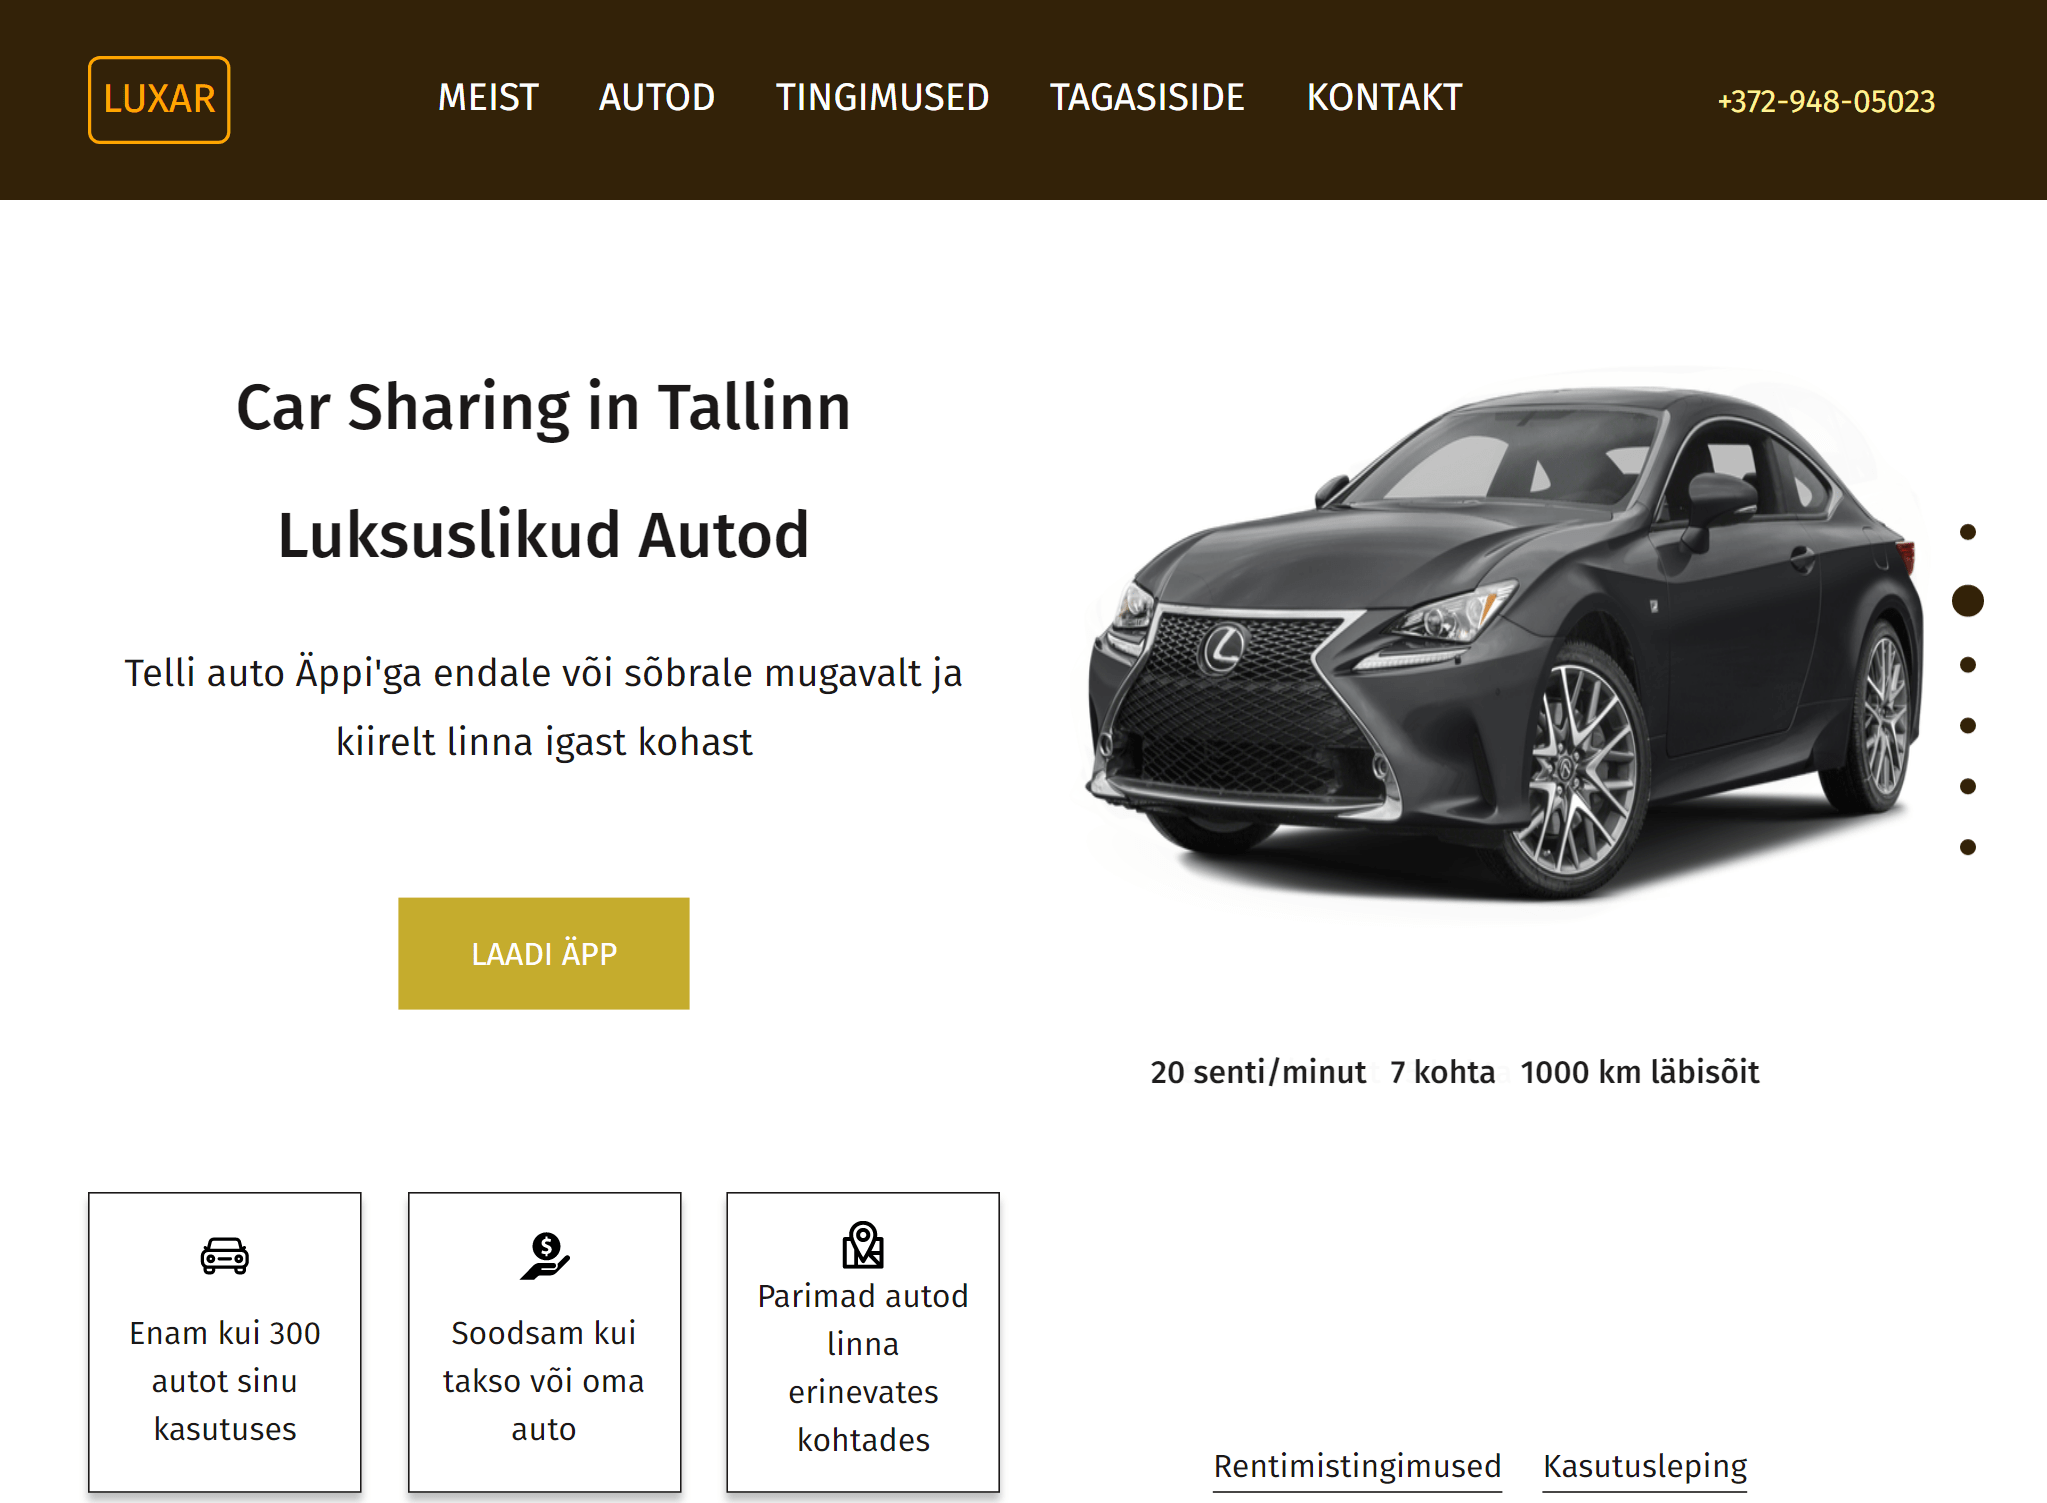 LUXAR
MEIST
AUTOD
TINGIMUSED
TAGASISIDE
KONTAKT
+372-948-05023
Car Sharing in Tallinn
Luksuslikud Autod
Telli auto Äppi'ga endale või sõbrale mugavalt ja
kiirelt linna igast kohast
LAADI ÄPP
20 senti/minut 7 kohta 1000 km läbisõit
Enam kui 300
autot sinu
kasutuses
Soodsam kui
takso või oma
auto
Parimad autod
linna
erinevates
kohtades
Rentimistingimused
Kasutusleping